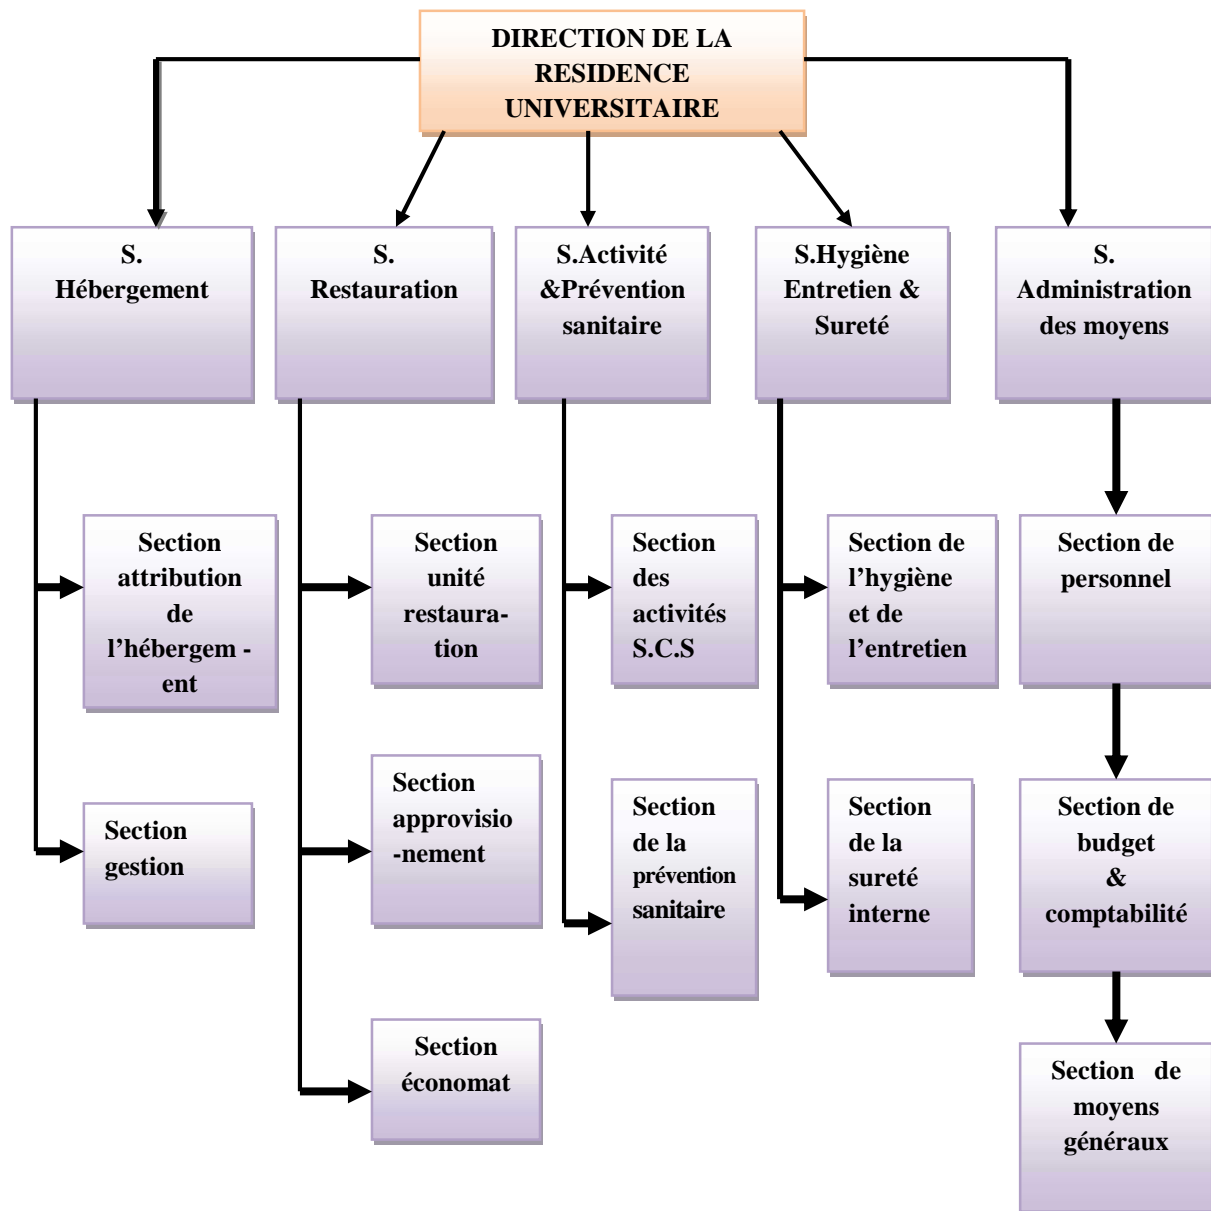 DIRECTION DE LA
RESIDENCE
UNIVERSITAIRE
S.
Hébergement
S.
Restauration
S.Activité
&Prévention
sanitaire
S.Hygiène
Entretien &
Sureté
S.
Administration
des moyens
Section
attribution
de
l’hébergem -
ent
Section
unité
restaura-
tion
Section
des
activités
S.C.S
Section de
l’hygiène
et de
l’entretien
Section de
personnel
Section
gestion
Section
approvisio
-nement
Section
de la
prévention
sanitaire
Section
de la
sureté
interne
Section de
budget
&
comptabilité
Section
économat
Section de
moyens
généraux